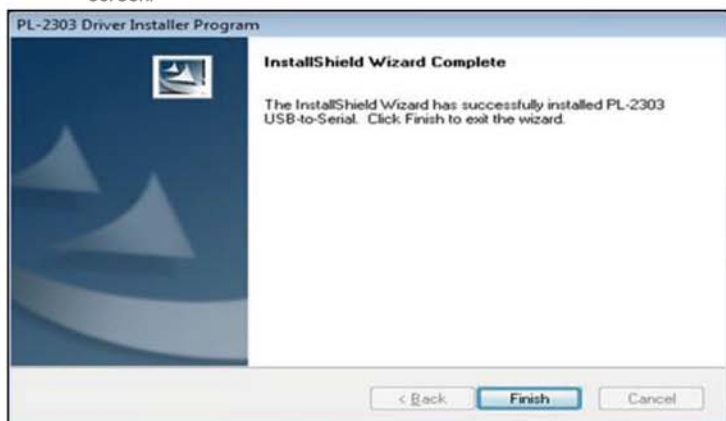 screen.
PL-2303 Driver Installer Program
InstallShield Wizard Complete
The InstallShield Wizard has successfully installed PL-2303
USB-to-Serial. Click Finish to exit the wizard.
< Back
Finish
Cancel